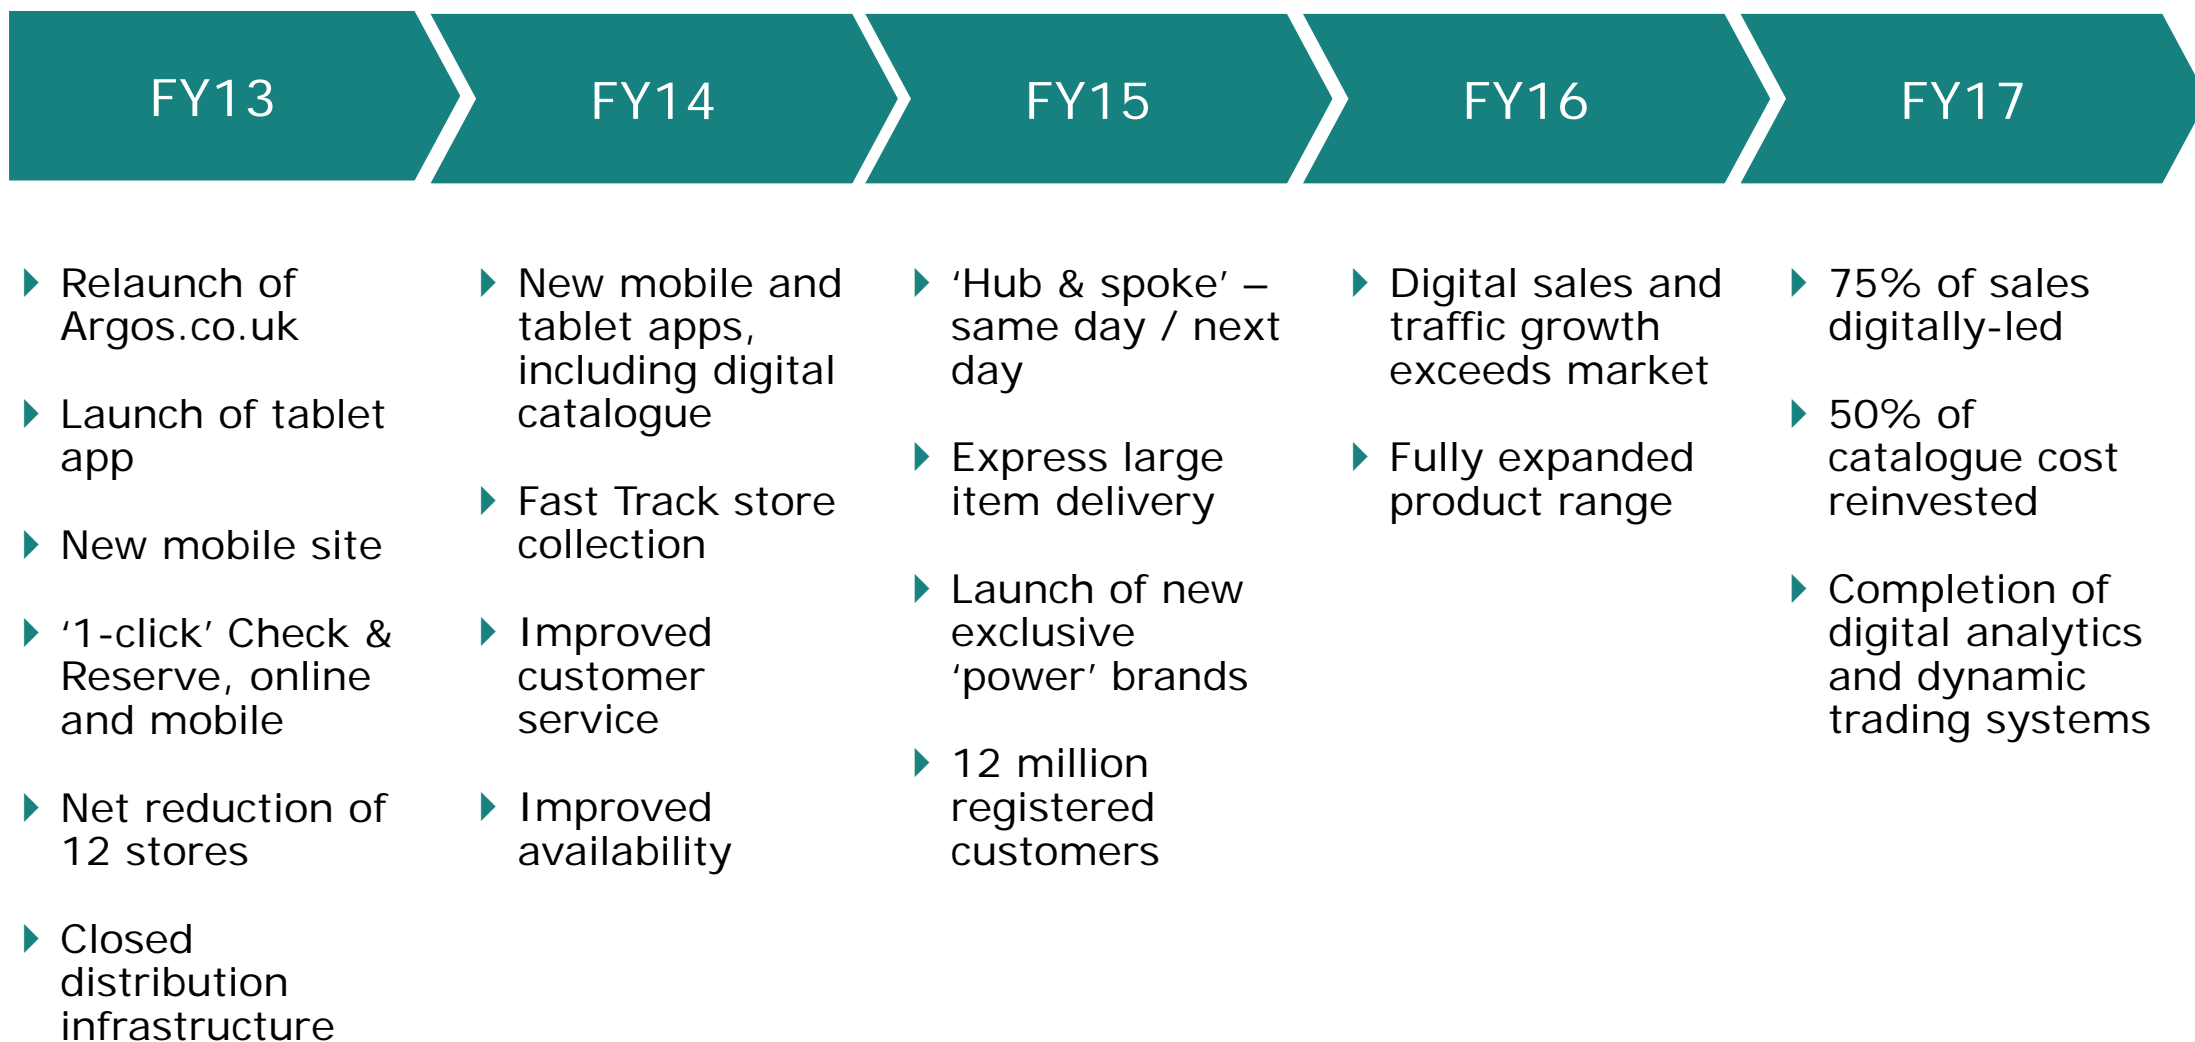 FY13
FY14
FY15
FY16
FY17
Relaunch of
Argos.co.uk
Launch of tablet
app
New mobile site
‘1-click’ Check &
Reserve, online
and mobile
Net reduction of
12 stores
Closed
distribution
infrastructure
New mobile and
tablet apps,
including digital
catalogue
Fast Track store
collection
Improved
customer
service
Improved
availability
‘Hub & spoke’ –
same day / next
day
Express large
item delivery
Launch of new
exclusive
‘power’ brands
12 million
registered
customers
Digital sales and
traffic growth
exceeds market
Fully expanded
product range
75% of sales
digitally-led
50% of
catalogue cost
reinvested
Completion of
digital analytics
and dynamic
trading systems